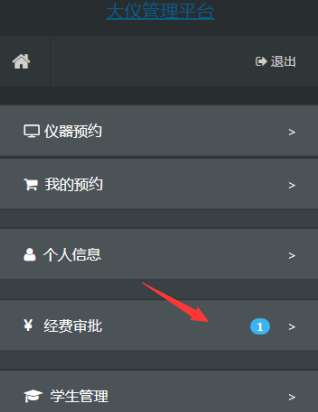 大仪管理平台
退出
仪器预约 >
我的预约 >
个人信息 >
¥ 经费审批 1 >
学生管理 >